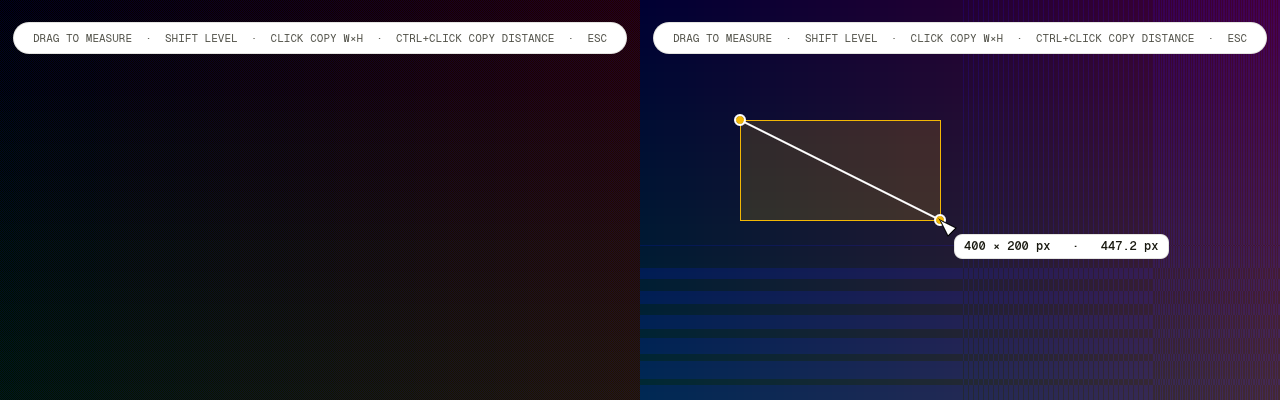 DRAG TO MEASURE · SHIFT LEVEL · CLICK COPY W×H · CTRL+CLICK COPY DISTANCE · ESC
DRAG TO MEASURE · SHIFT LEVEL · CLICK COPY W×H · CTRL+CLICK COPY DISTANCE · ESC
400 × 200 px · 447.2 px